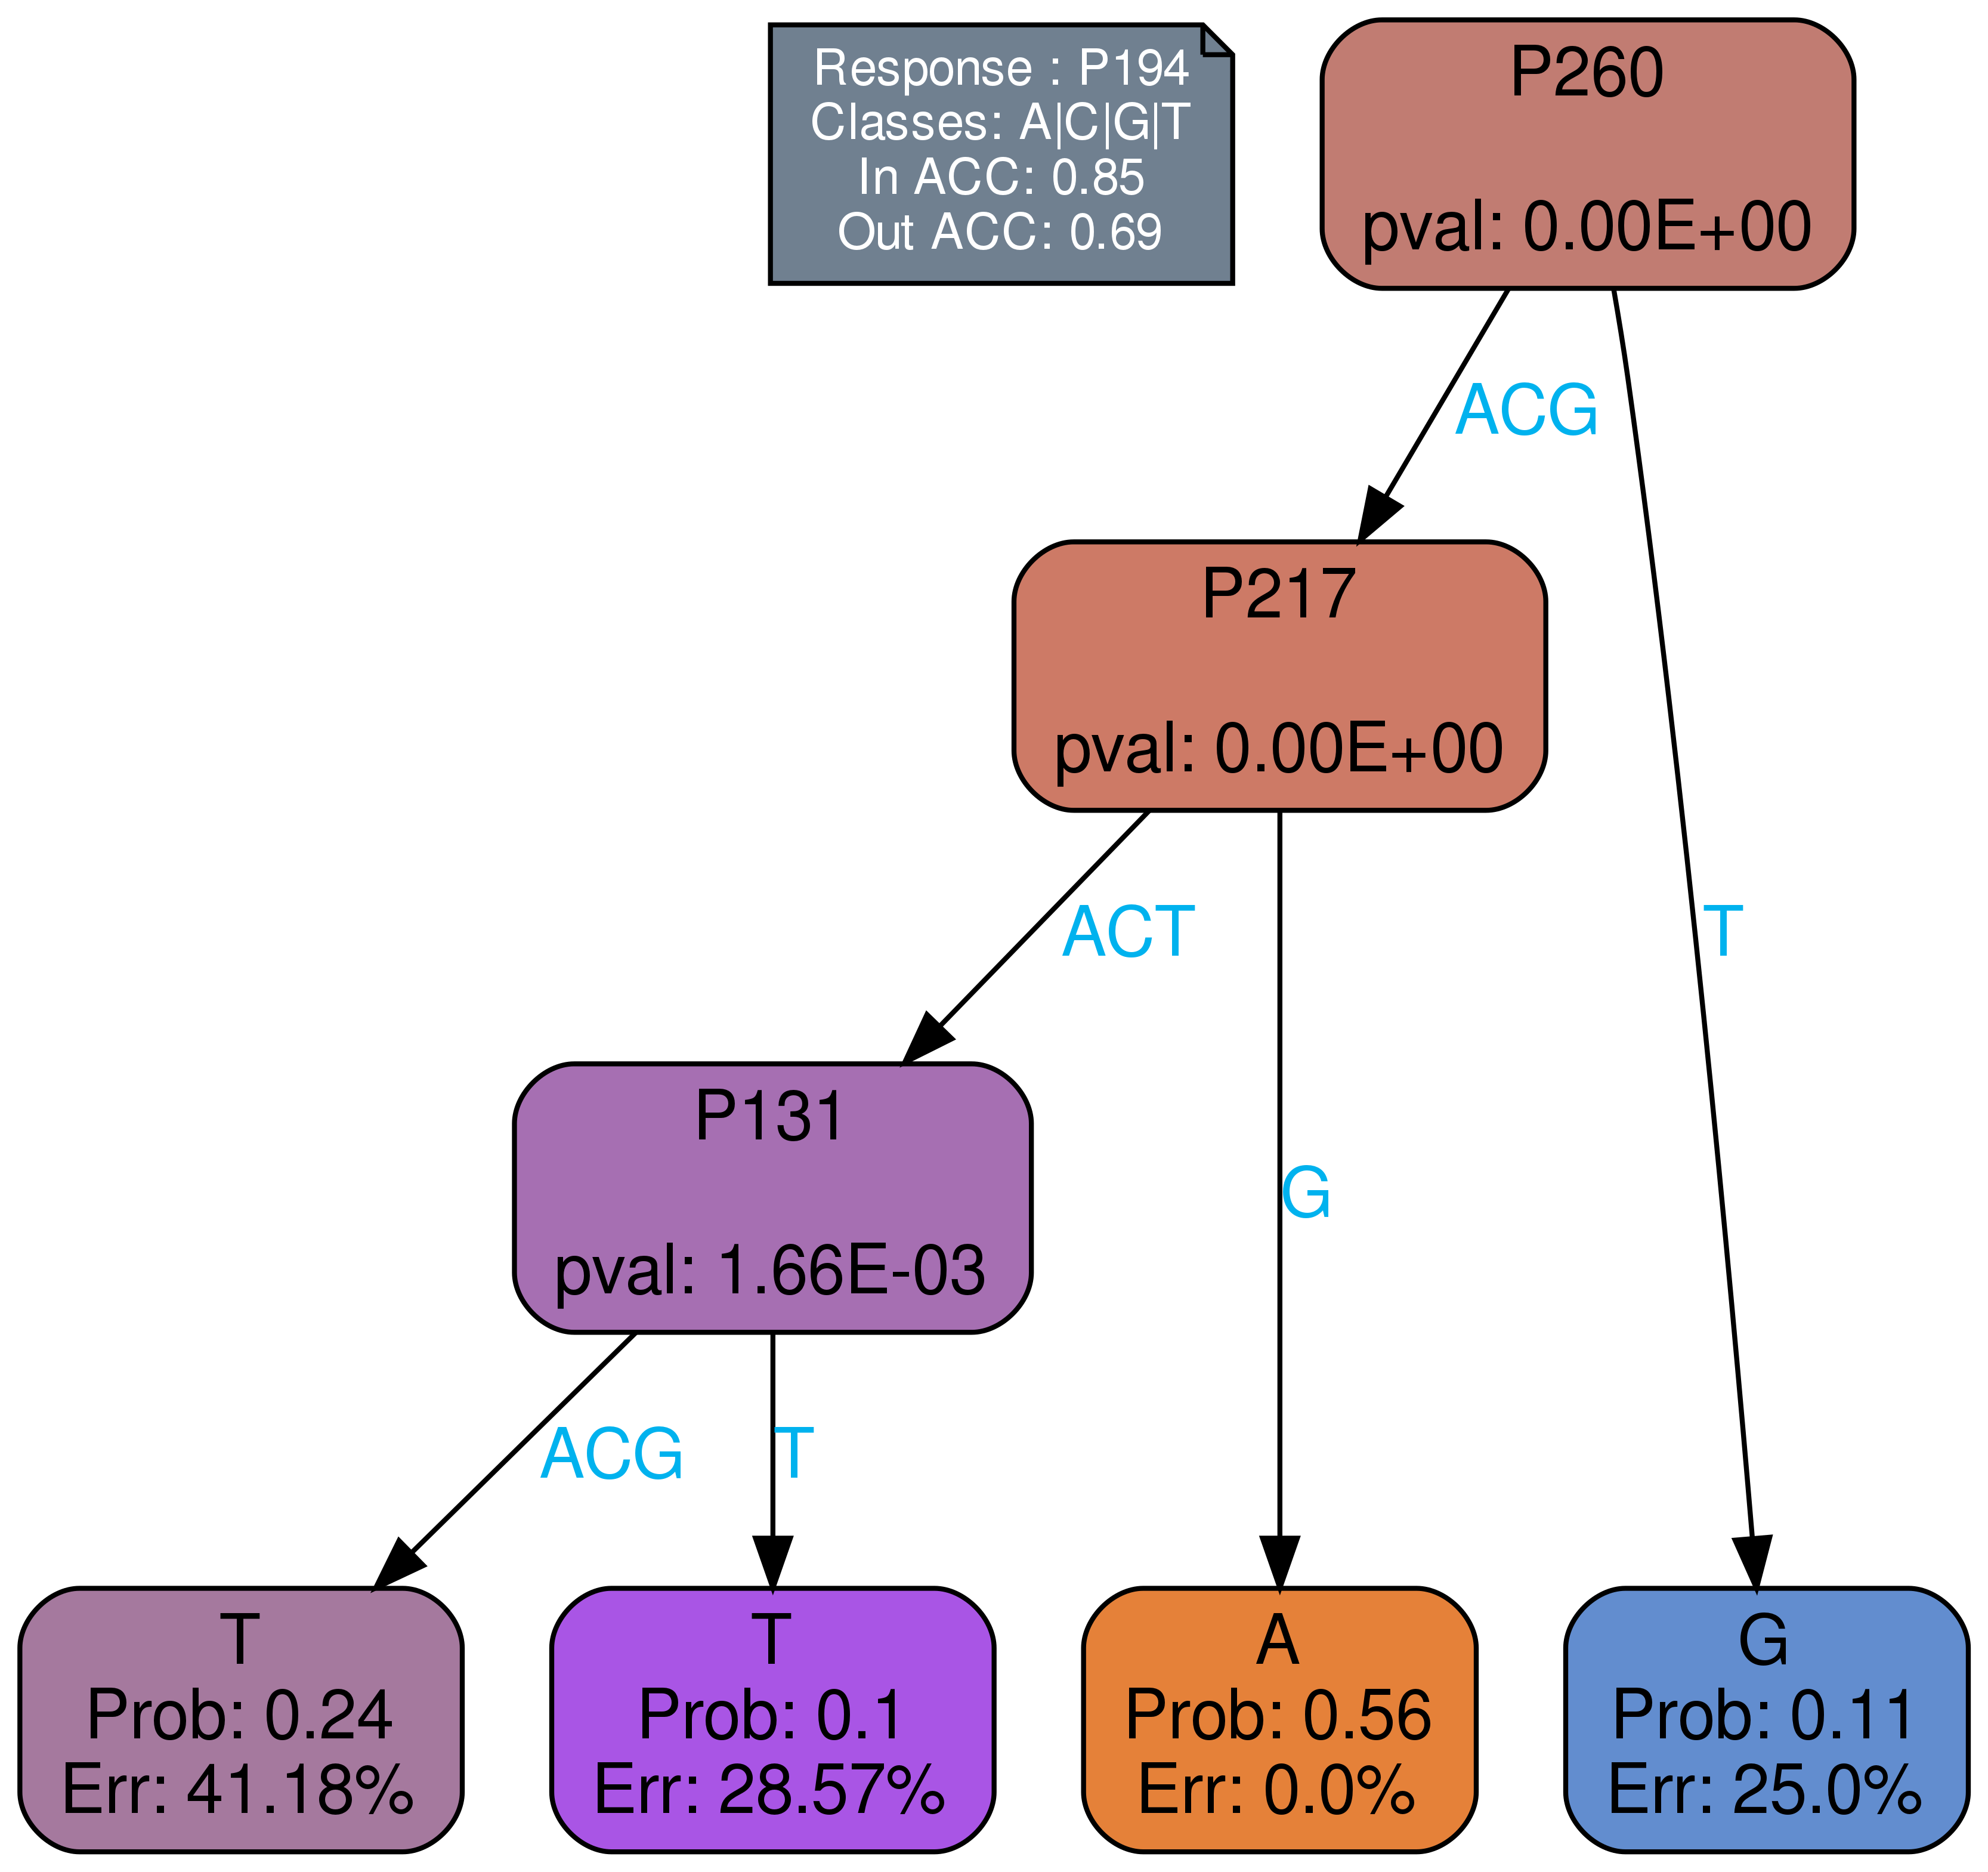 Response : P194
Classes: A|C|G|T
In ACC: 0.85
Out ACC: 0.69
P260
pval: 0.00E+00
ACG
P217
pval: 0.00E+00
ACT
T
P131
pval: 1.66E-03
G
ACG
T
T
Prob: 0.24
Err: 41.18%
T
Prob: 0.1
Err: 28.57%
A
Prob: 0.56
Err: 0.0%
G
Prob: 0.11
Err: 25.0%